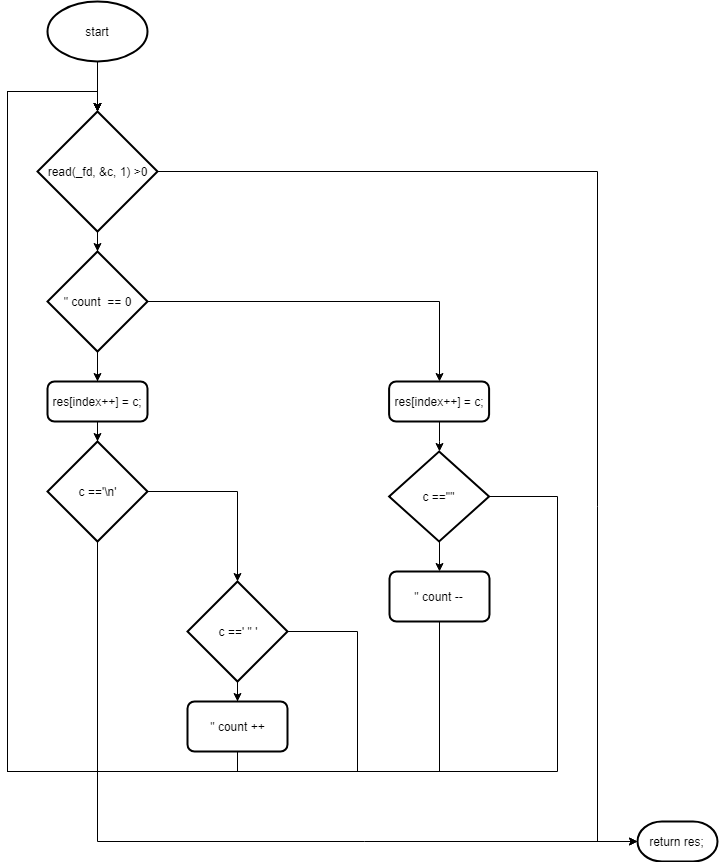 start
read(_fd, &c, 1) >0
" count == 0
res[index++] = c;
res[index++] = c;
c =='\n'
c =='"'
" count --
c ==' " '
" count ++
return res;